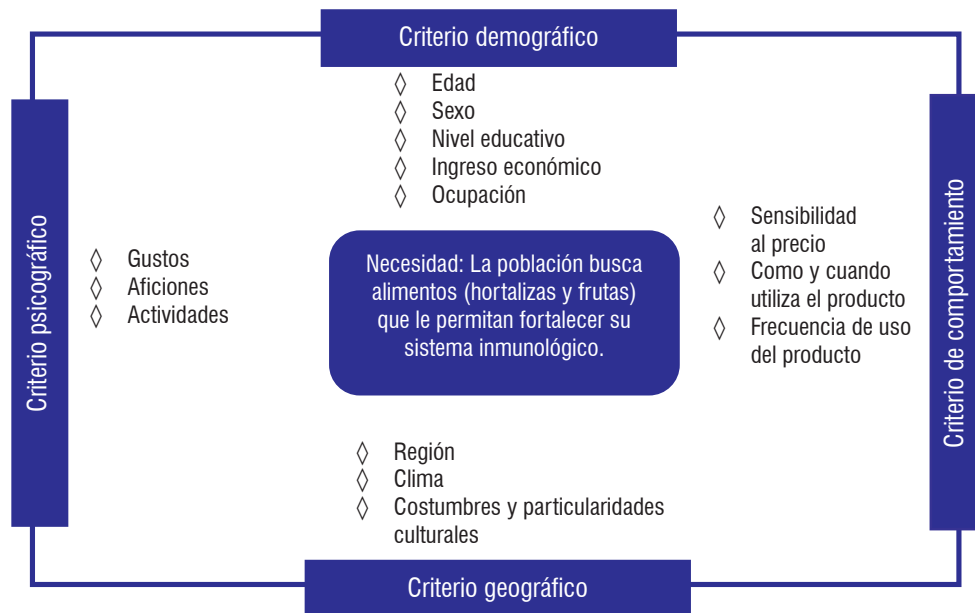 Criterio demográfico
◊ Edad
◊ Sexo
◊ Nivel educativo
◊ Ingreso económico
◊ Ocupación
Criterio psicográfico
◊ Gustos
◊ Aficiones
◊ Actividades
Necesidad: La población busca
alimentos (hortalizas y frutas)
que le permitan fortalecer su
sistema inmunológico.
◊ Sensibilidad
al precio
◊ Como y cuando
utiliza el producto
◊ Frecuencia de uso
del producto
Criterio de comportamiento
◊ Región
◊ Clima
◊ Costumbres y particularidades
culturales
Criterio geográfico